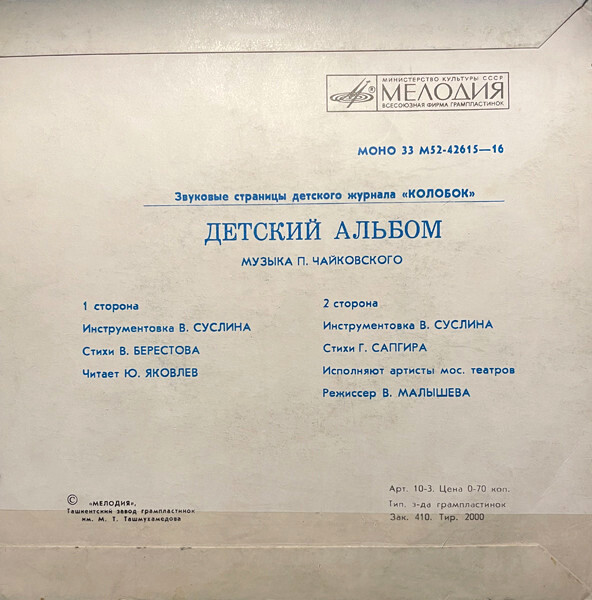 МИНИСТЕРСТВО КУЛЬТУРЫ СССР
МЕЛОДИЯ
ВСЕСОЮЗНАЯ ФИРМА ГРАМПЛАСТИНОК
МОНО 33 М52-42615—16
Звуковые страницы детского журнала «КОЛОБОК»
ДЕТСКИЙ АЛЬБОМ
МУЗЫКА П. ЧАЙКОВСКОГО
1 сторона
Инструментовка В. СУСЛИНА
Стихи В. БЕРЕСТОВА
Читает Ю. ЯКОВЛЕВ
2 сторона
Инструментовка В. СУСЛИНА
Стихи Г. САПГИРА
Исполняют артисты мос. театров
Режиссер В. МАЛЫШЕВА
© «МЕЛОДИЯ»,
Ташкентский завод грампластинок
им. М. Т. Ташмухамедова
Арт. 10-3. Цена 0-70 коп.
Тип. з-да грампластинок
Зак. 410. Тир. 2000